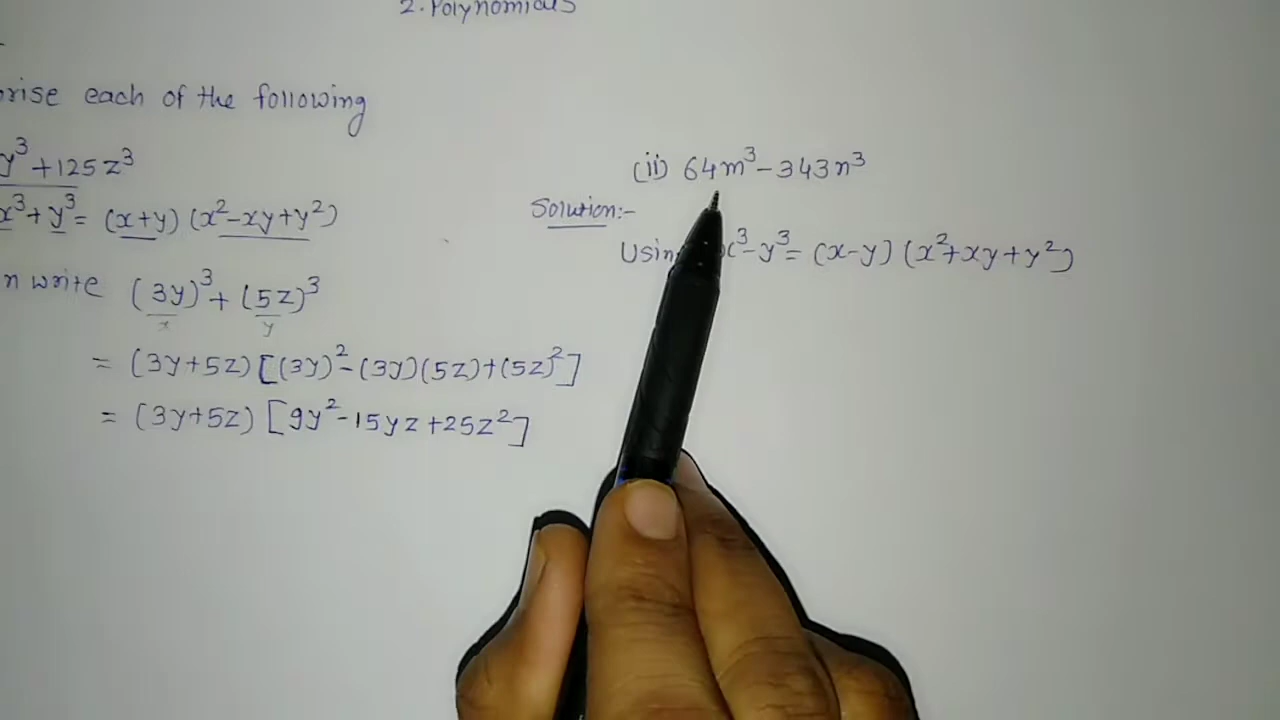 2. Polynomials
each of the following
y³ + 125z³
x³ + y³ = (x+y) (x² - xy + y²)
write (3y)³ + (5z)³
x y
= (3y+5z) [(3y)² - (3y)(5z) + (5z)²]
= (3y+5z) [9y² - 15yz + 25z²]
(ii) 64m³ - 343n³
Solution:-
x³ - y³ = (x-y) (x² + xy + y²)